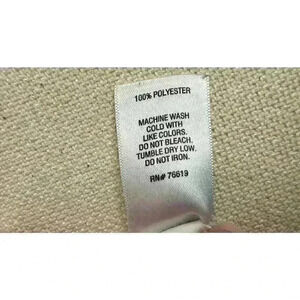 100% POLYESTER
MACHINE WASH
COLD WITH
LIKE COLORS.
DO NOT BLEACH.
TUMBLE DRY LOW.
DO NOT IRON.
RN# 76619